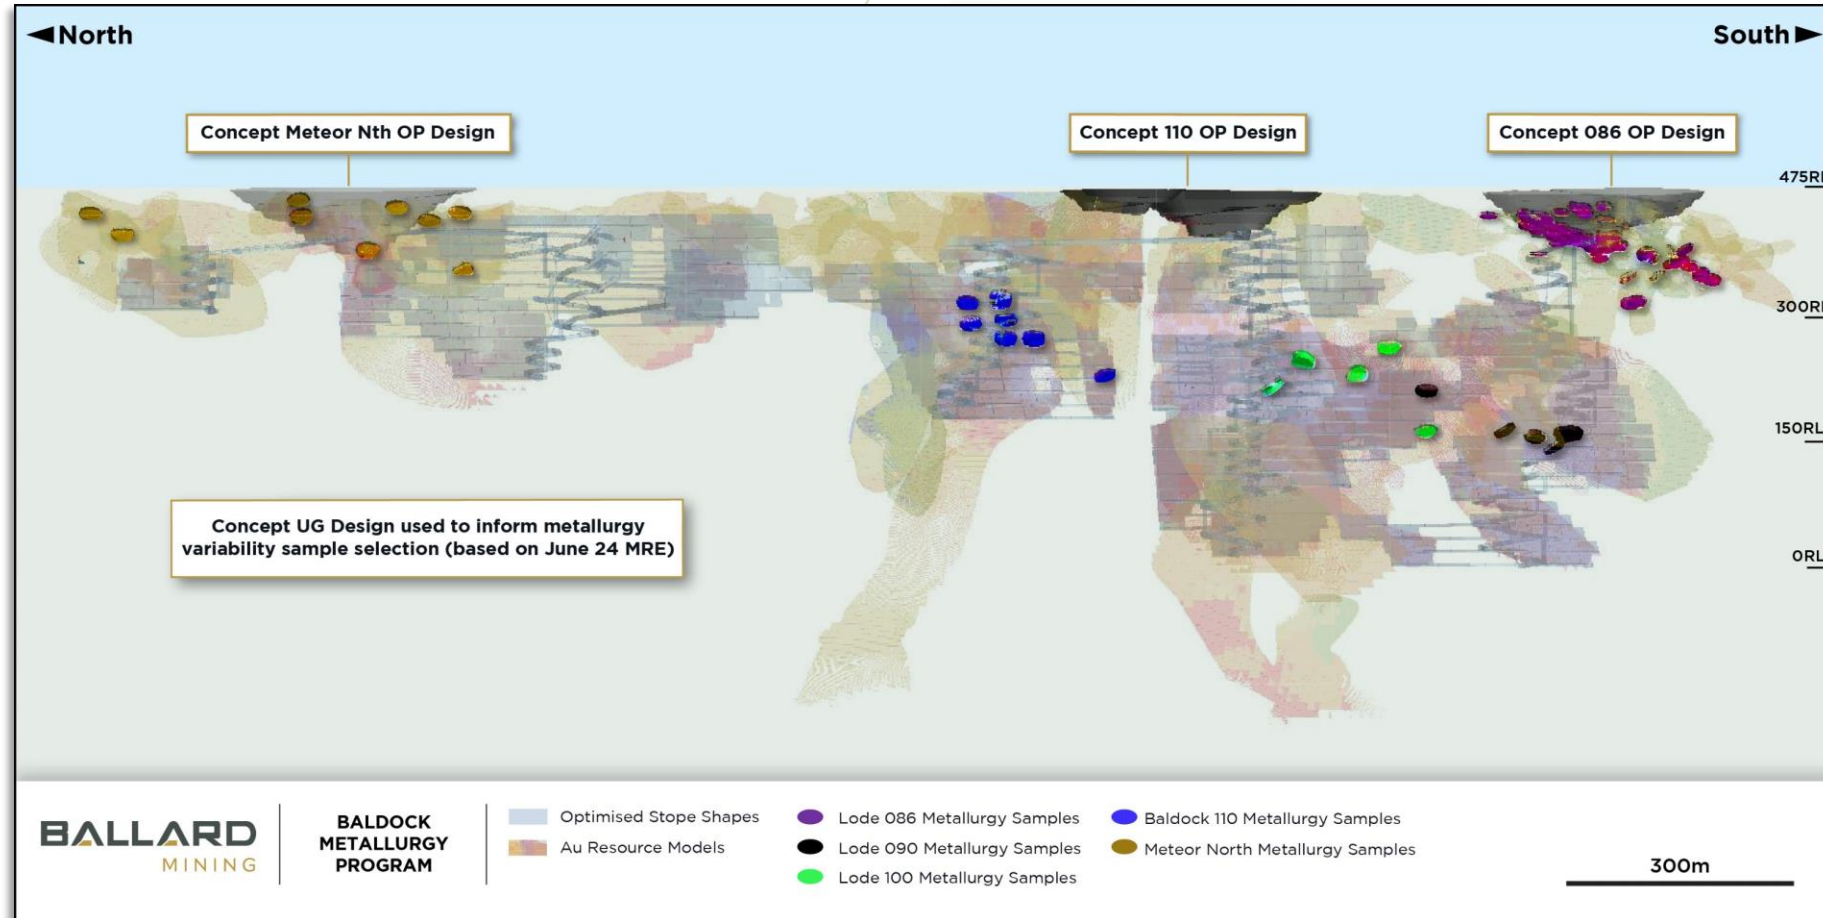 North
South
Concept Meteor Nth OP Design
Concept 110 OP Design
Concept 086 OP Design
475RL
300RL
150RL
0RL
Concept UG Design used to inform metallurgy
variability sample selection (based on June 24 MRE)
BALLARD
MINING
BALDOCK
METALLURGY
PROGRAM
Optimised Stope Shapes
Au Resource Models
Lode 086 Metallurgy Samples
Lode 090 Metallurgy Samples
Lode 100 Metallurgy Samples
Baldock 110 Metallurgy Samples
Meteor North Metallurgy Samples
300m